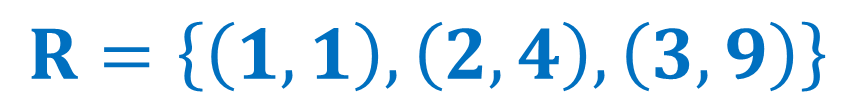 R = {(1, 1), (2, 4), (3, 9)}